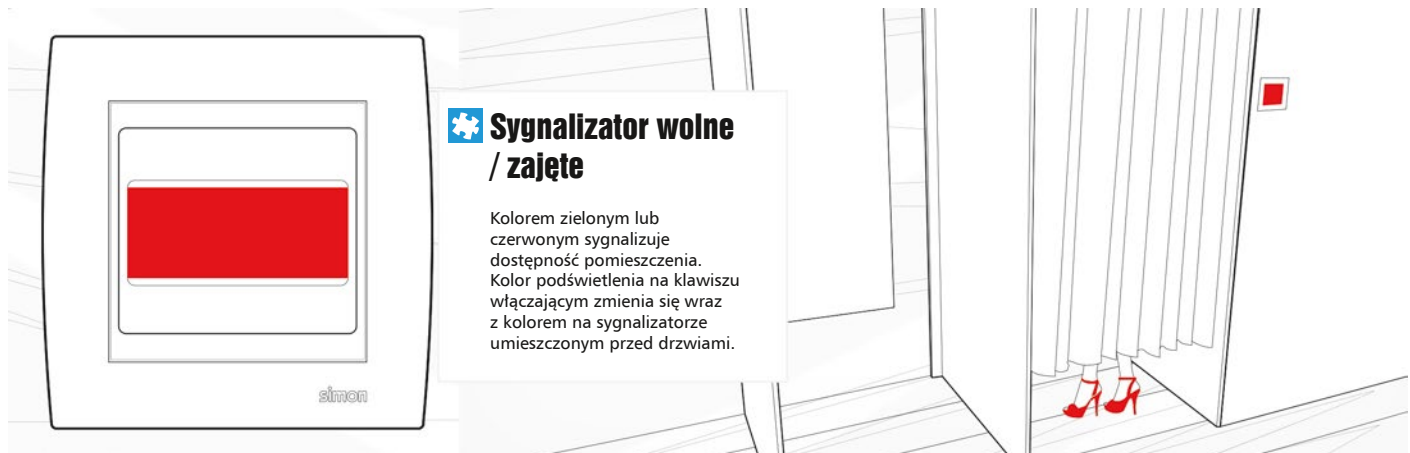 Sygnalizator wolne
/ zajęte
Kolorem zielonym lub
czerwonym sygnalizuje
dostępność pomieszczenia.
Kolor podświetlenia na klawiszu
włączającym zmienia się wraz
z kolorem na sygnalizatorze
umieszczonym przed drzwiami.
simon